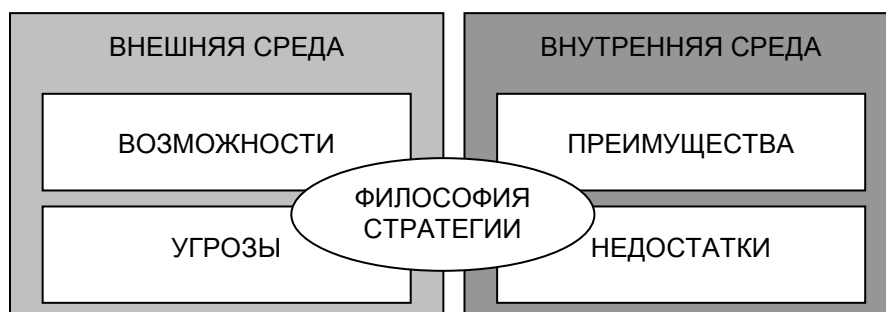 ВНЕШНЯЯ СРЕДА
ВОЗМОЖНОСТИ
УГРОЗЫ
ФИЛОСОФИЯ
СТРАТЕГИИ
ВНУТРЕННЯЯ СРЕДА
ПРЕИМУЩЕСТВА
НЕДОСТАТКИ